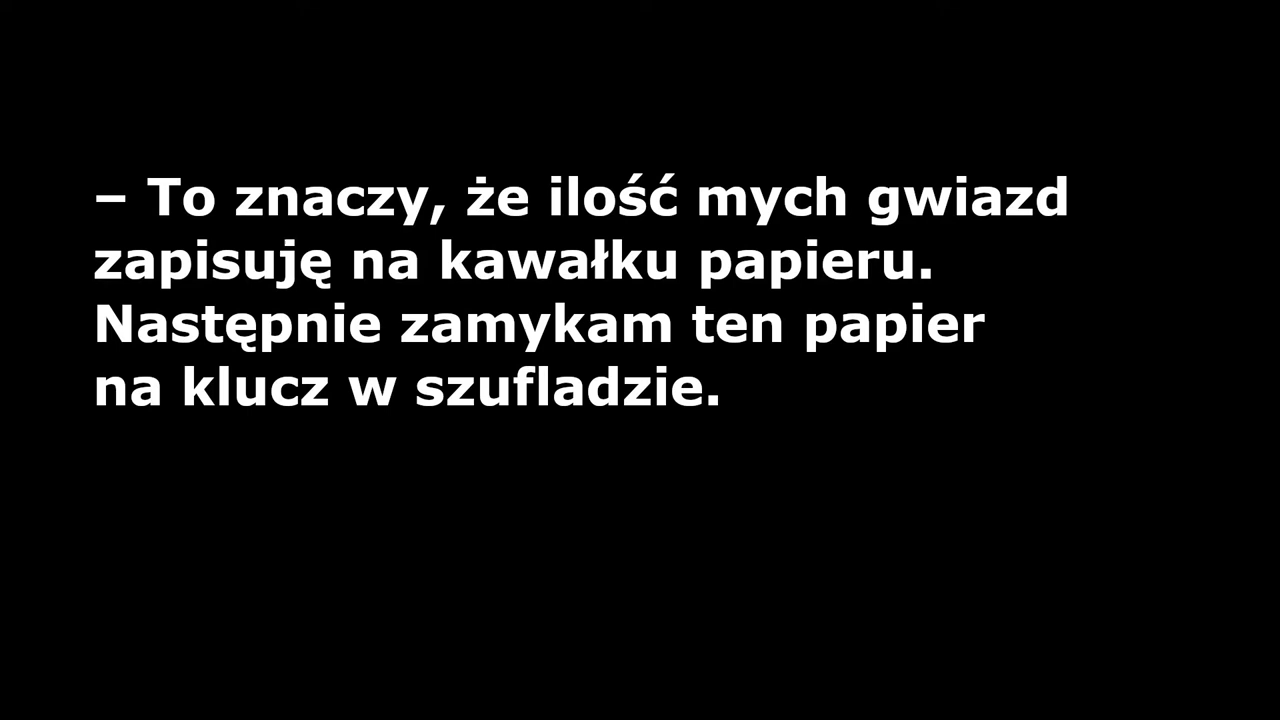 – To znaczy, że ilość mych gwiazd
zapisuję na kawałku papieru.
Następnie zamykam ten papier
na klucz w szufladzie.